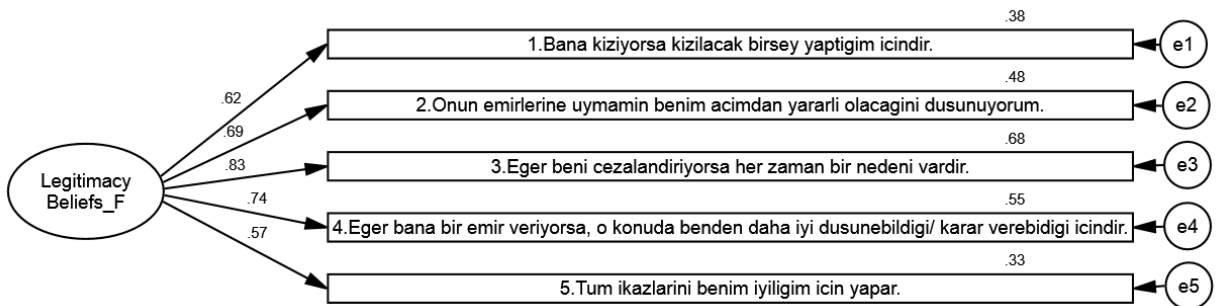 .38
1.Bana kiziyorsa kizilacak birsey yaptigim icindir.
e1
.62
.48
2.Onun emirlerine uymamin benim acimdan yararli olacagini dusunuyorum.
e2
.69
.68
3.Eger beni cezalandiriyorsa her zaman bir nedeni vardir.
e3
.83
Legitimacy
Beliefs_F
.74
.55
4.Eger bana bir emir veriyorsa, o konuda benden daha iyi dusunebildigi/ karar verebidigi icindir.
e4
.57
.33
5.Tum ikazlarini benim iyiligim icin yapar.
e5